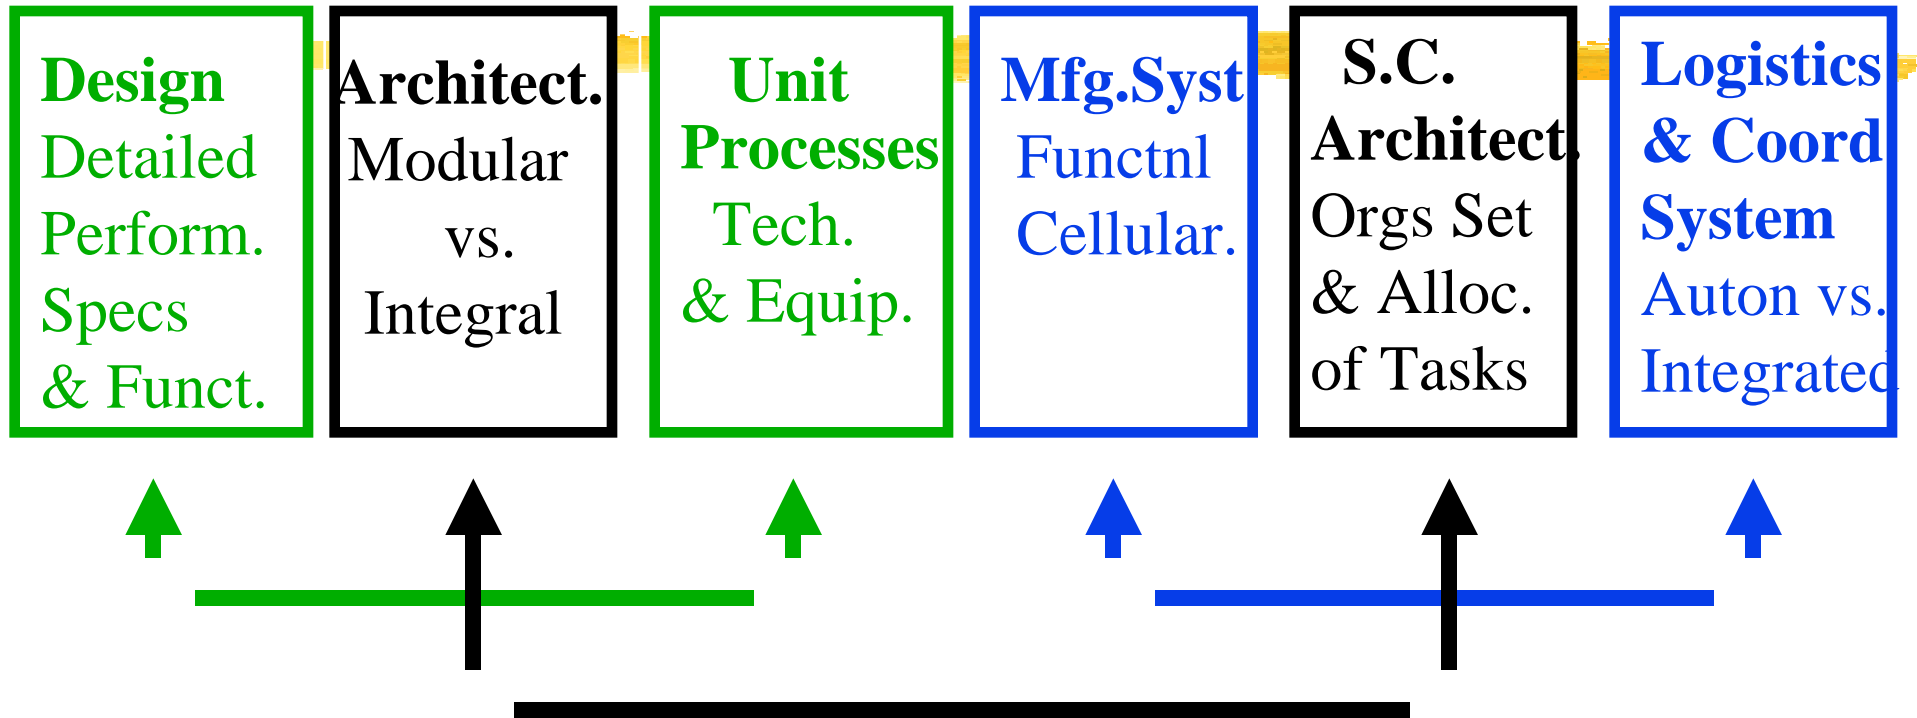 Design
Detailed
Perform.
Specs
& Funct.
Architect.
Modular
vs.
Integral
Unit
Processes
Tech.
& Equip.
Mfg.Syst
Functnl
Cellular.
S.C.
Architect.
Orgs Set
& Alloc.
of Tasks
Logistics
& Coord
System
Auton vs.
Integrated